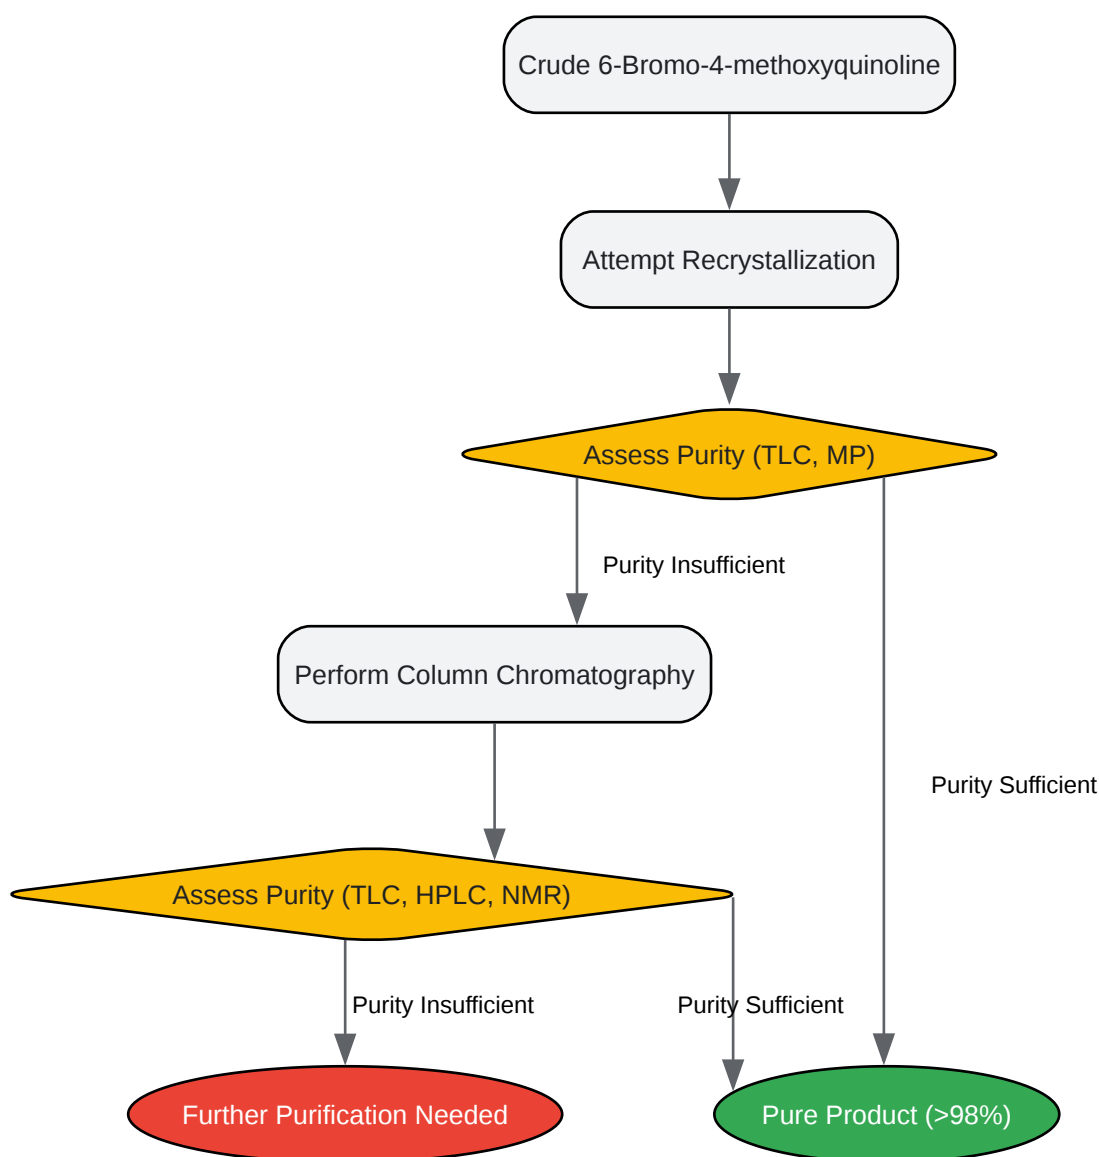 Crude 6-Bromo-4-methoxyquinoline
Attempt Recrystallization
Assess Purity (TLC, MP)
Purity Insufficient
Perform Column Chromatography
Purity Sufficient
Assess Purity (TLC, HPLC, NMR)
Purity Insufficient
Purity Sufficient
Further Purification Needed
Pure Product (>98%)